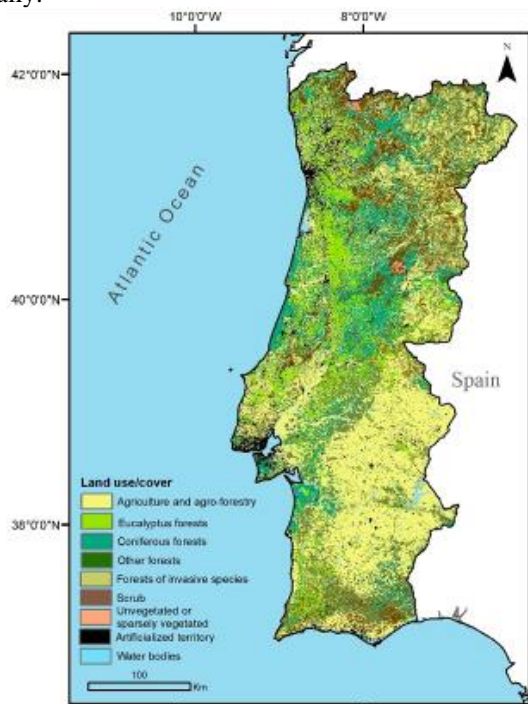 10°0'0"W
8°0'0"W
N
42°0'0"N
Atlantic Ocean
40°0'0"N
Spain
Land use/cover
Agriculture and agro-forestry
Eucalyptus forests
Coniferous forests
Other forests
Forests of invasive species
Scrub
Unvegetated or
sparsely vegetated
Artificialized territory
Water bodies
38°0'0"N
100
Km